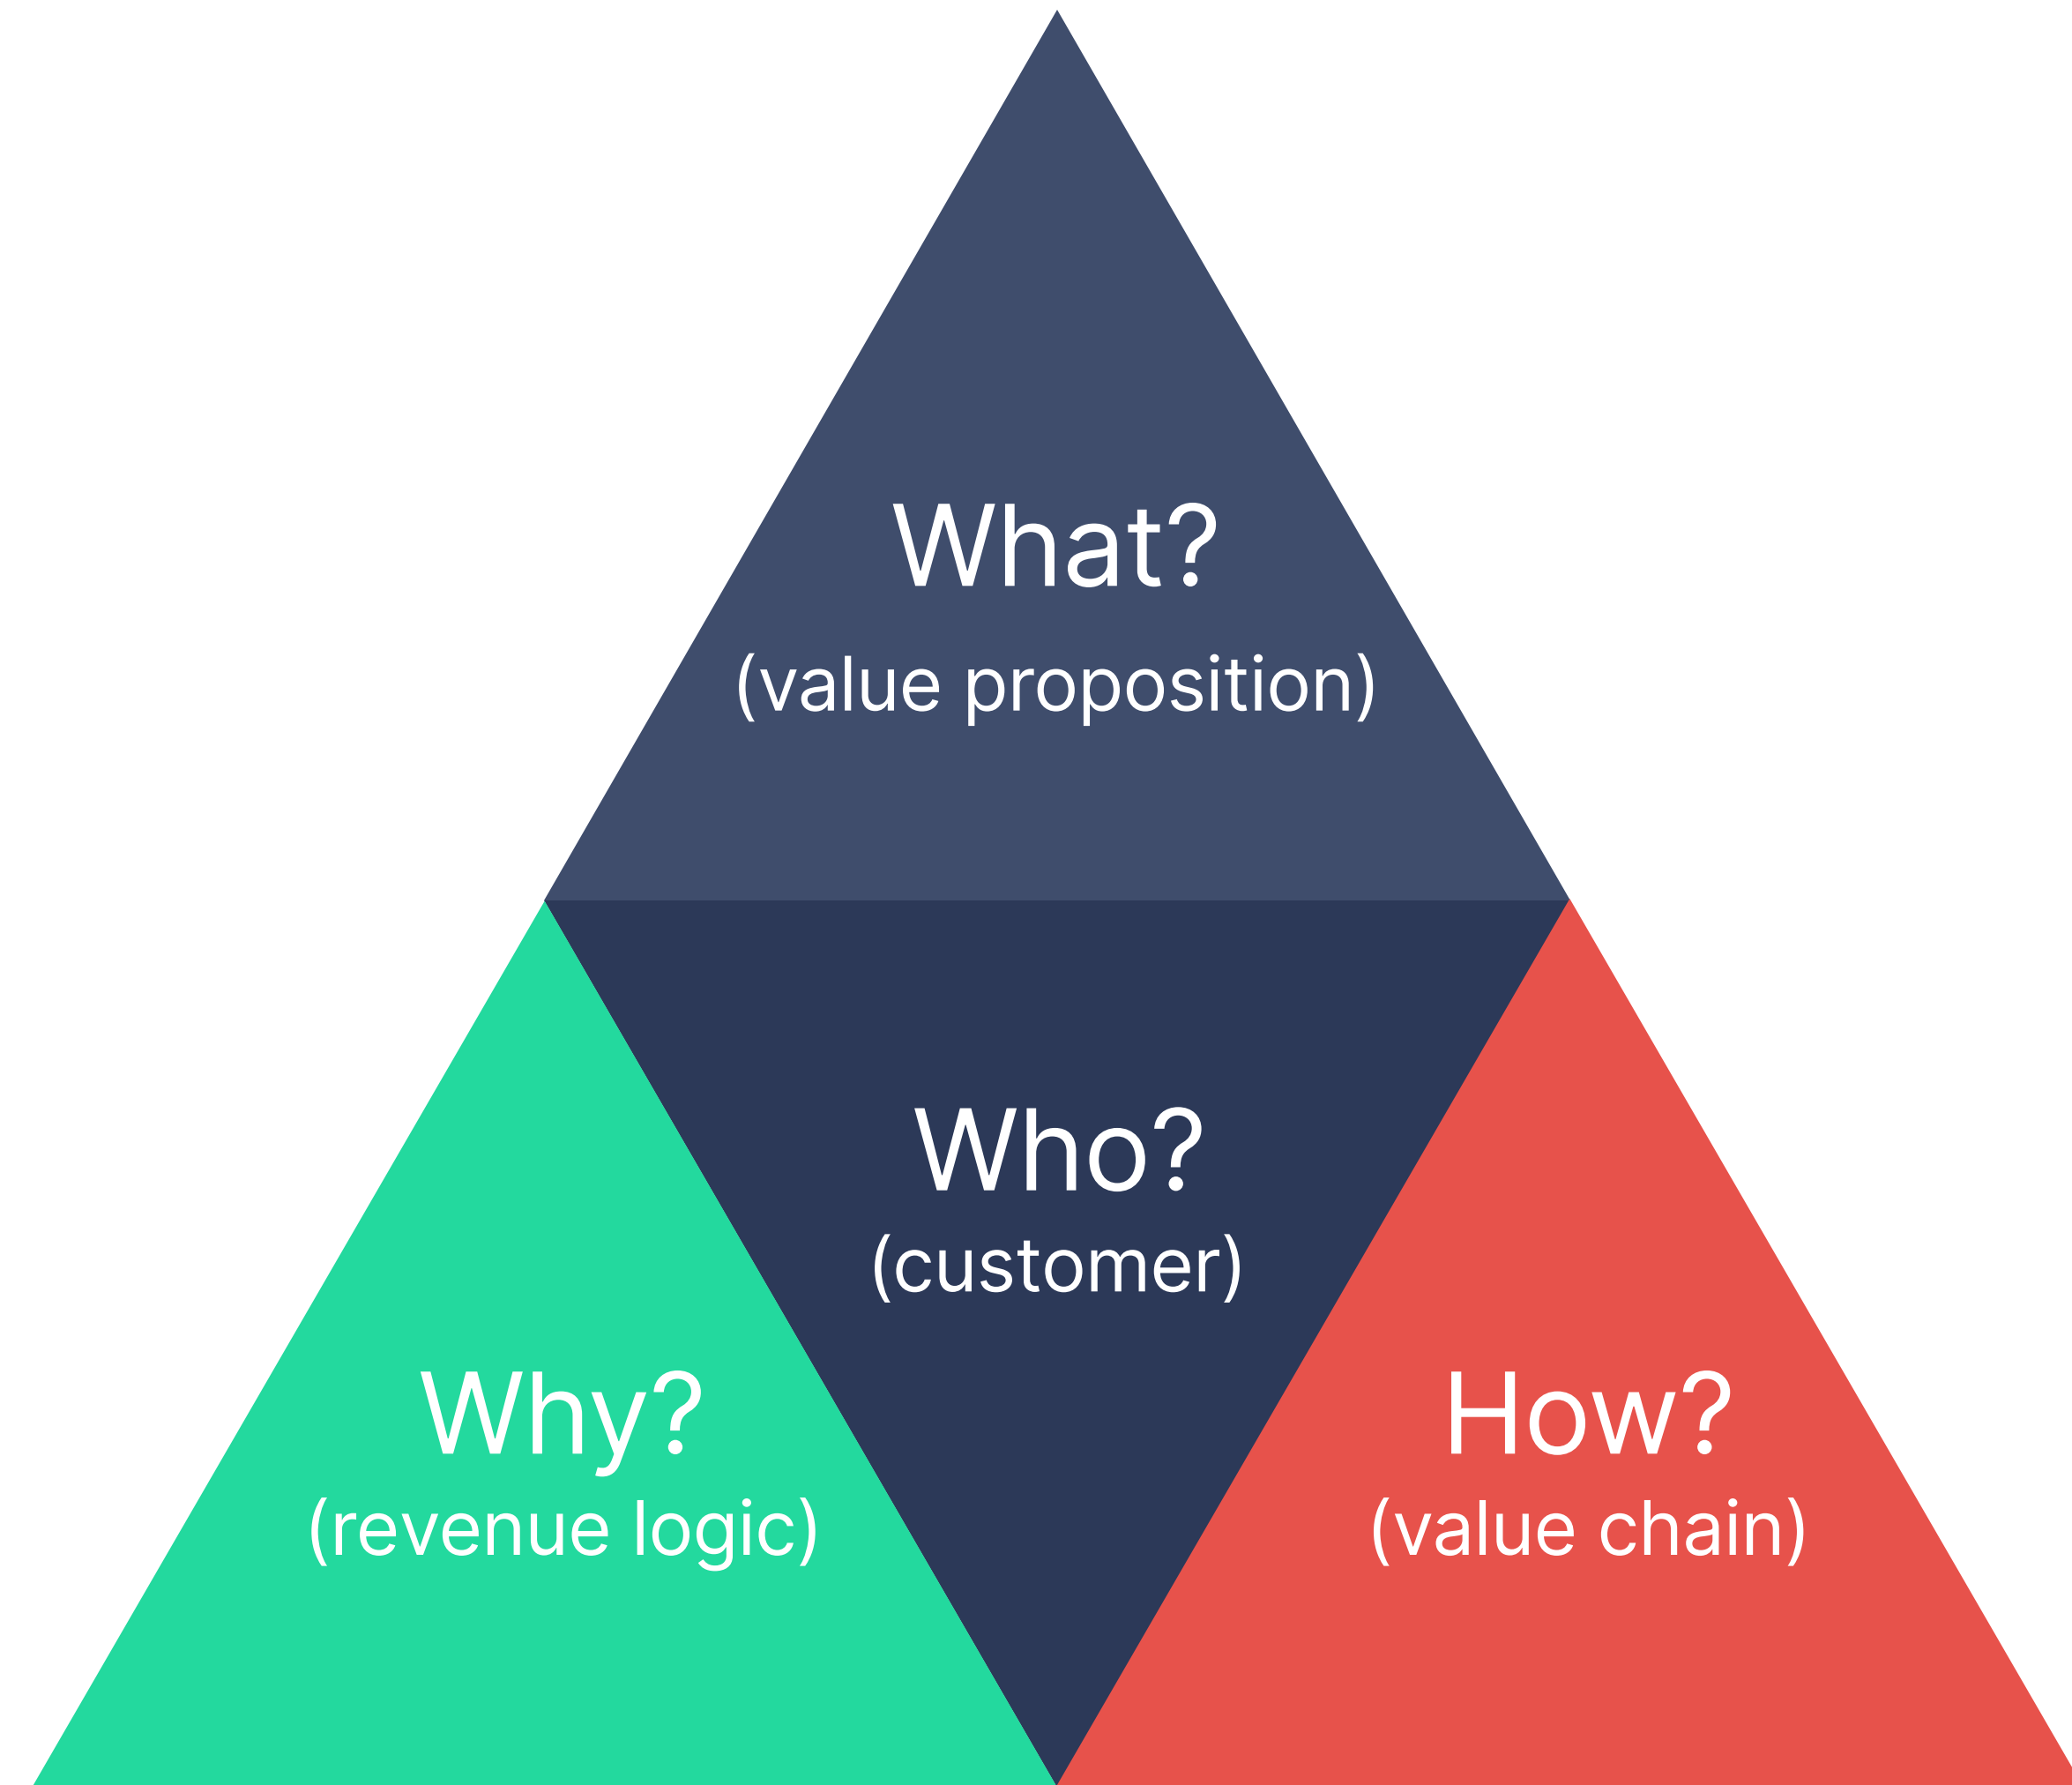 What?
(value proposition)
Who?
(customer)
Why?
(revenue logic)
How?
(value chain)